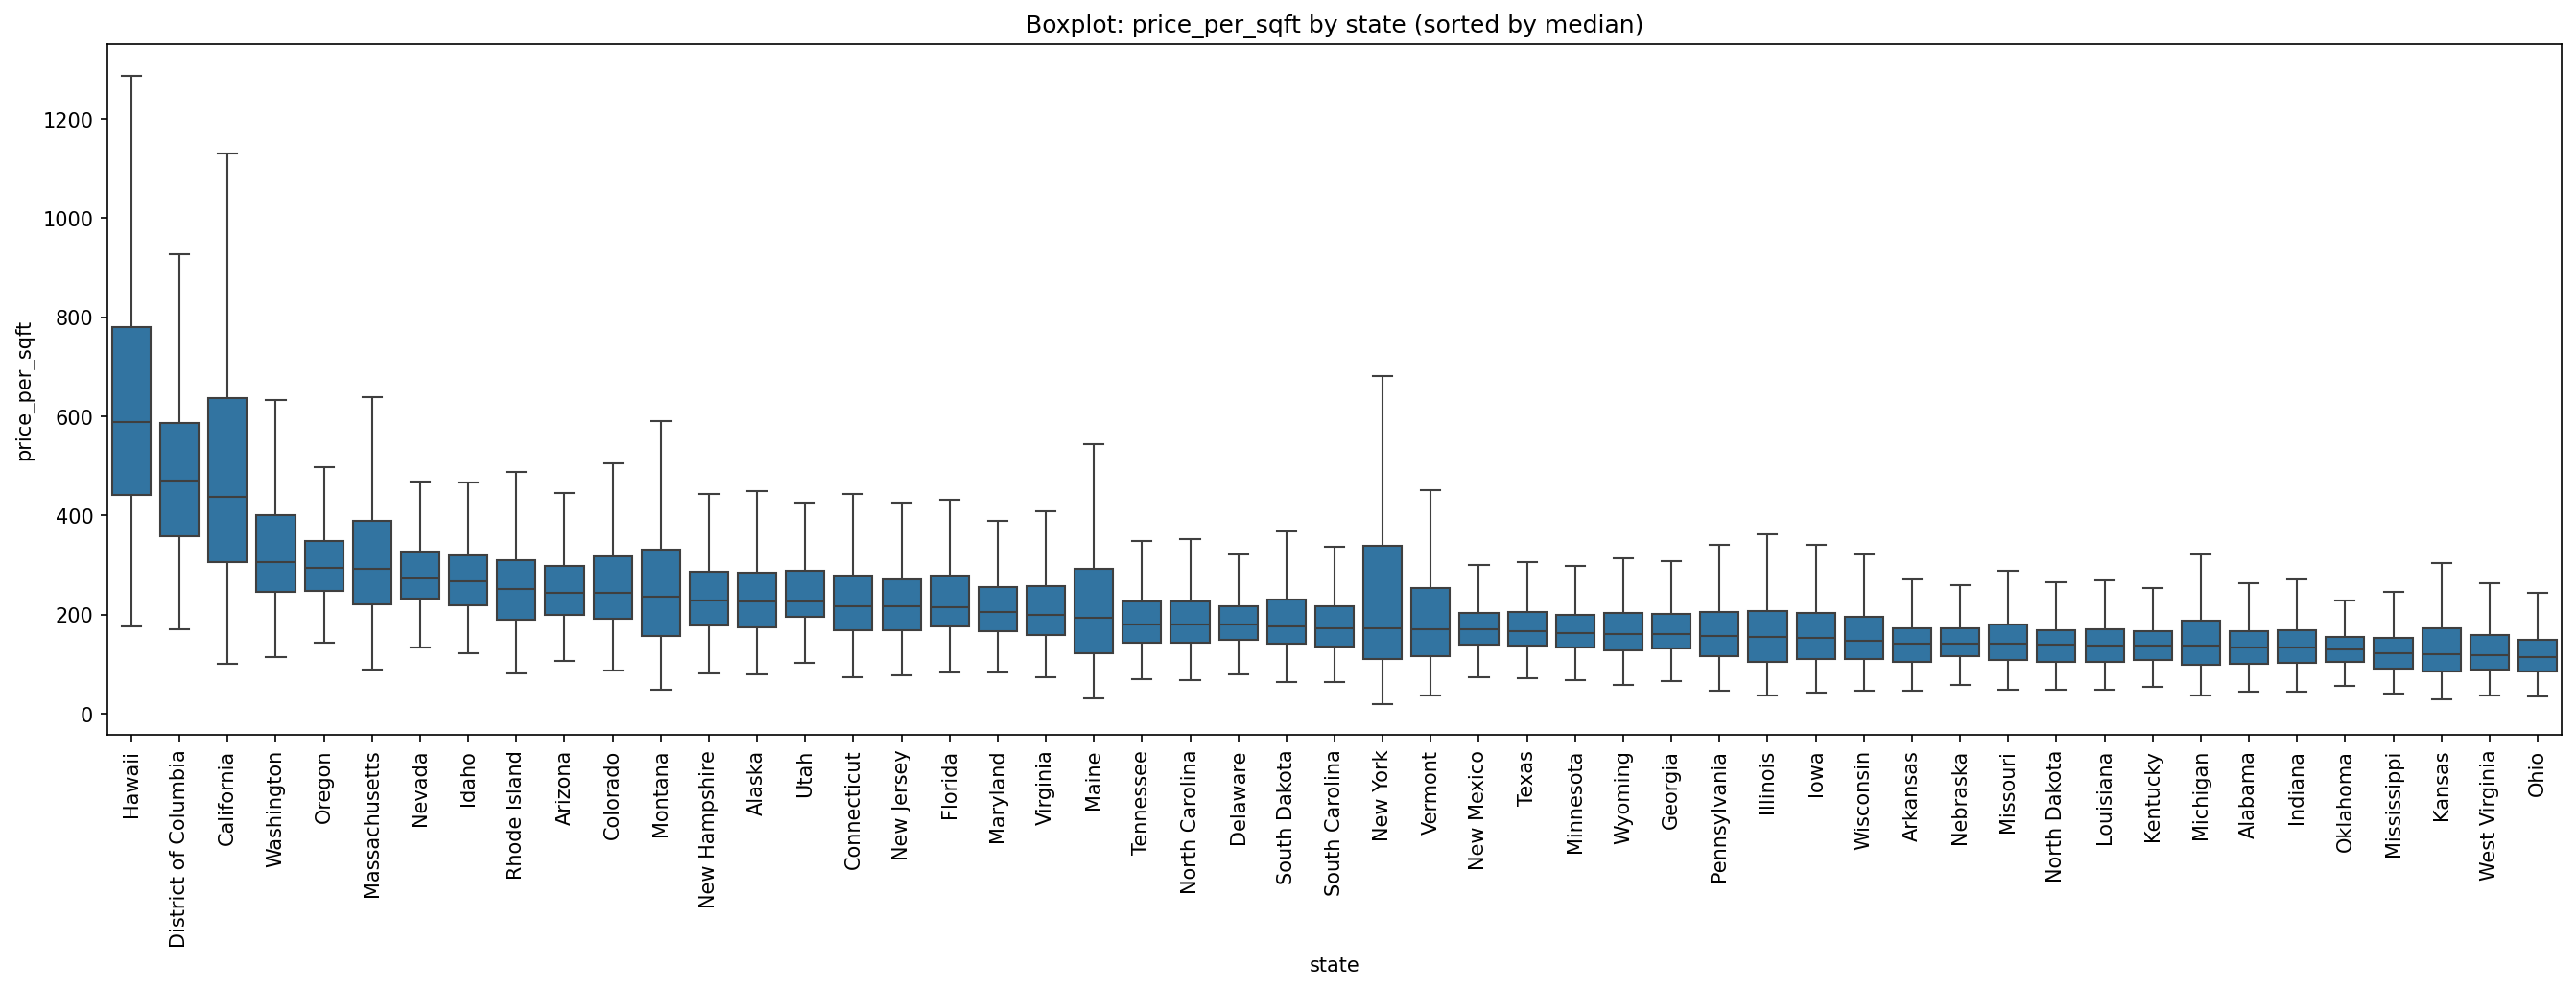 Boxplot: price_per_sqft by state (sorted by median)
price_per_sqft
1200
1000
800
600
400
200
0
Hawaii
District of Columbia
California
Washington
Oregon
Massachusetts
Nevada
Idaho
Rhode Island
Arizona
Colorado
Montana
New Hampshire
Alaska
Utah
Connecticut
New Jersey
Florida
Maryland
Virginia
Maine
Tennessee
North Carolina
Delaware
South Dakota
South Carolina
New York
Vermont
New Mexico
Texas
Minnesota
Wyoming
Georgia
Pennsylvania
Illinois
Iowa
Wisconsin
Arkansas
Nebraska
Missouri
North Dakota
Louisiana
Kentucky
Michigan
Alabama
Indiana
Oklahoma
Mississippi
Kansas
West Virginia
Ohio
state